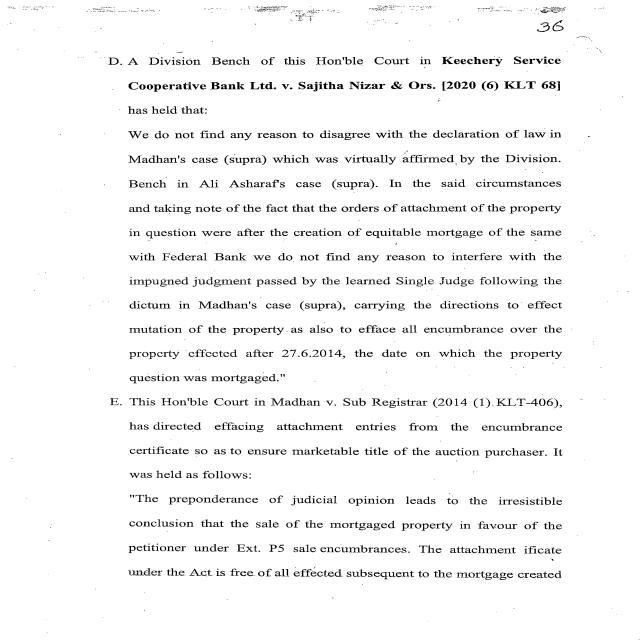 36
D. A Division Bench of this Hon'ble Court in Keechery Service
Cooperative Bank Ltd. v. Sajitha Nizar & Ors. [2020 (6) KLT 68]
has held that:
We do not find any reason to disagree with the declaration of law in
Madhan's case (supra) which was virtually affirmed by the Division.
Bench in Ali Asharaf's case (supra). In the said circumstances
and taking note of the fact that the orders of attachment of the property
in question were after the creation of equitable mortgage of the same
with Federal Bank we do not find any reason to interfere with the
impugned judgment passed by the learned Single Judge following the
dictum in Madhan's case (supra), carrying the directions to effect
mutation of the property as also to efface all encumbrance over the
property effected after 27.6.2014, the date on which the property
question was mortgaged."
E. This Hon'ble Court in Madhan v. Sub Registrar (2014 (1) KLT-406),
has directed effacing attachment entries from the encumbrance
certificate so as to ensure marketable title of the auction purchaser. It
was held as follows:
"The preponderance of judicial opinion leads to the irresistible
conclusion that the sale of the mortgaged property in favour of the
petitioner under Ext. P5 sale encumbrances. The attachment ificate
under the Act is free of all effected subsequent to the mortgage created